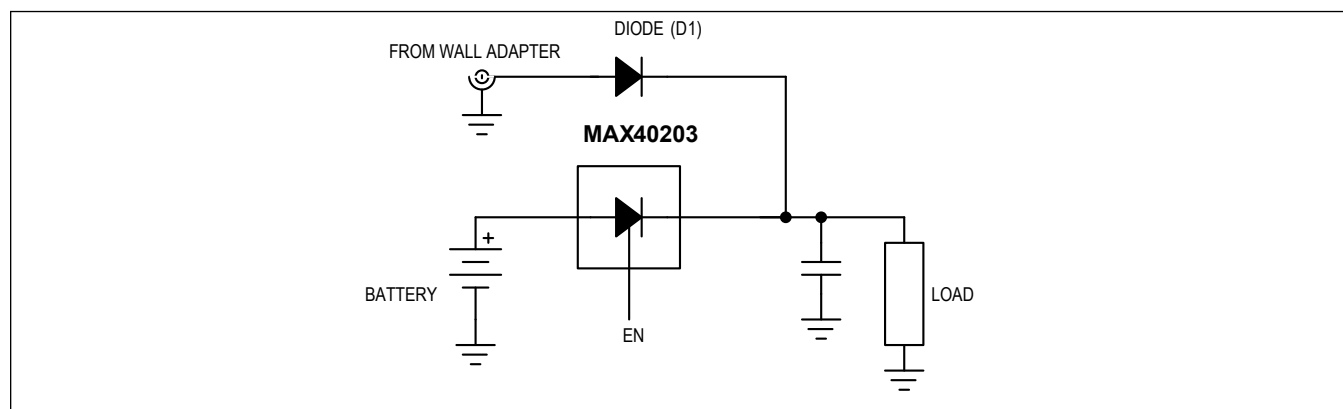 DIODE (D1)
FROM WALL ADAPTER
MAX40203
+
BATTERY
LOAD
EN